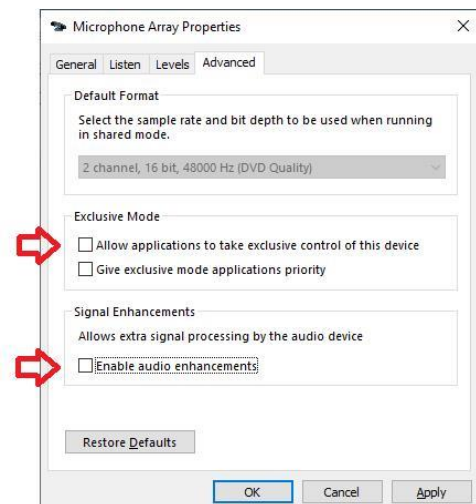 Microphone Array Properties
General Listen Levels Advanced
Default Format
Select the sample rate and bit depth to be used when running
in shared mode.
2 channel, 16 bit, 48000 Hz (DVD Quality)
Exclusive Mode
Allow applications to take exclusive control of this device
Give exclusive mode applications priority
Signal Enhancements
Allows extra signal processing by the audio device
Enable audio enhancements
Restore Defaults
OK Cancel Apply